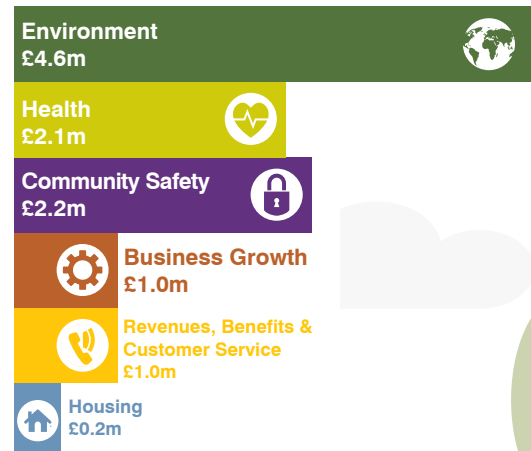 Environment
£4.6m
Health
£2.1m
Community Safety
£2.2m
Business Growth
£1.0m
Revenues, Benefits &
Customer Service
£1.0m
Housing
£0.2m